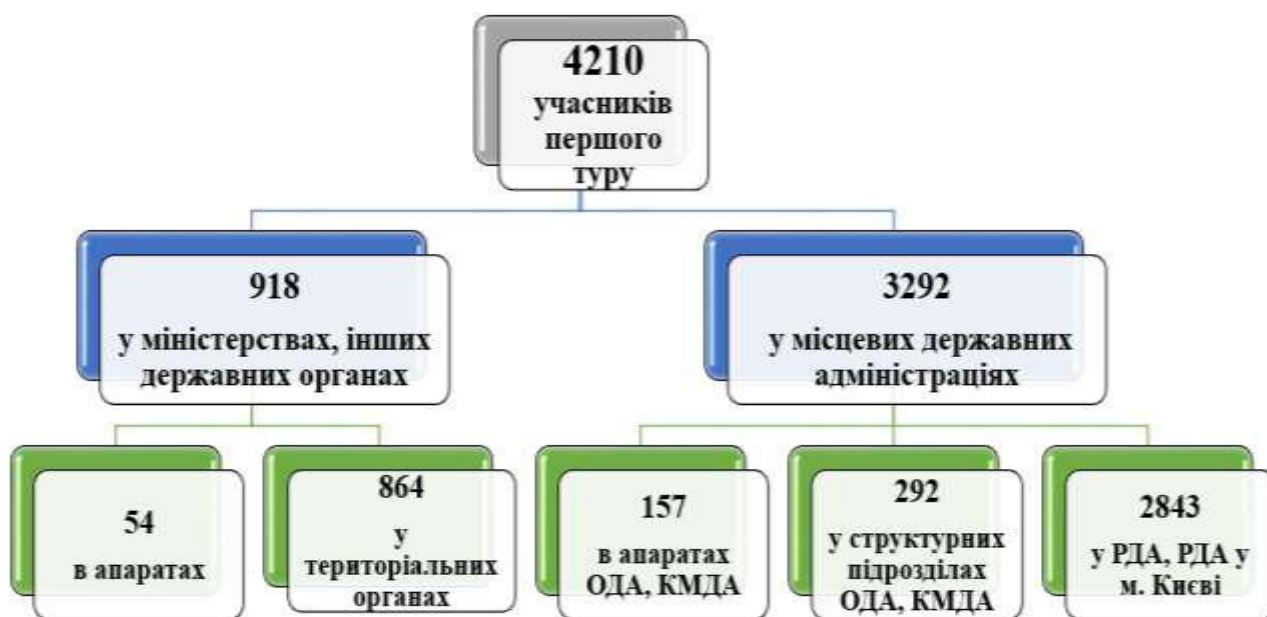 4210
учасників
першого
туру
918
у міністерствах, інших
державних органах
3292
у місцевих державних
адміністраціях
54
в апаратах
864
у
територіальних
органах
157
в апаратах
ОДА, КМДА
292
у структурних
підрозділах
ОДА, КМДА
2843
у РДА, РДА у
м. Києві